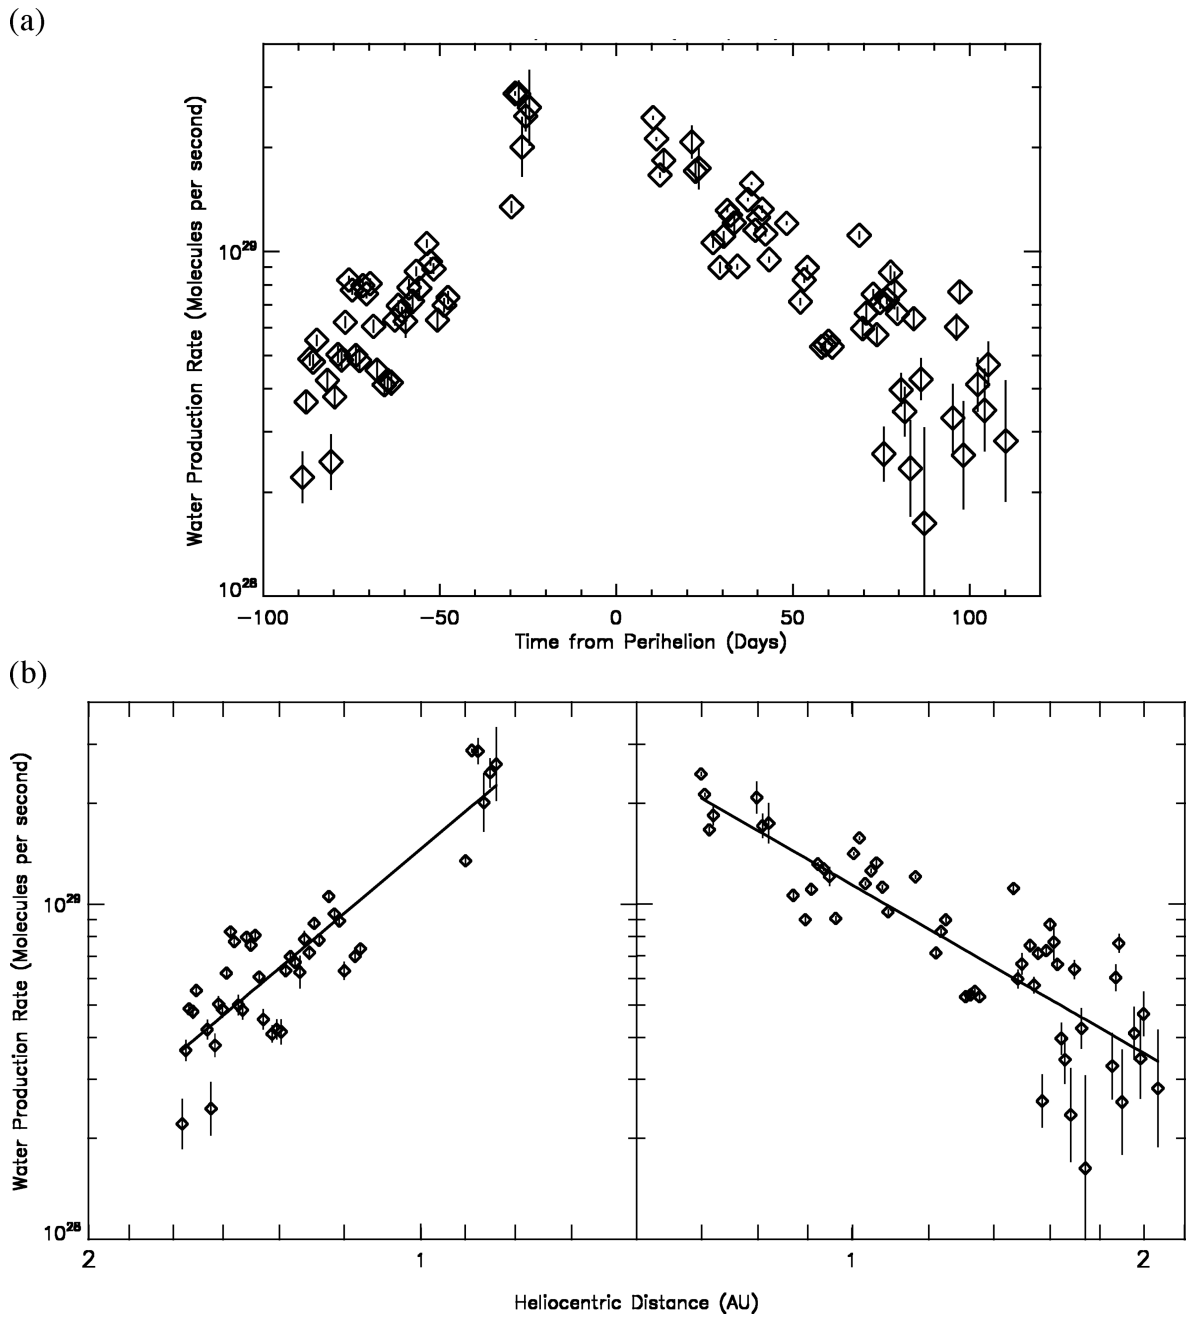 (a)
Water Production Rate (Molecules per second)
10²⁹
10²⁸
−100 −50 0 50 100
Time from Perihelion (Days)
(b)
Water Production Rate (Molecules per second)
10²⁹
10²⁸
2 1 1 2
Heliocentric Distance (AU)